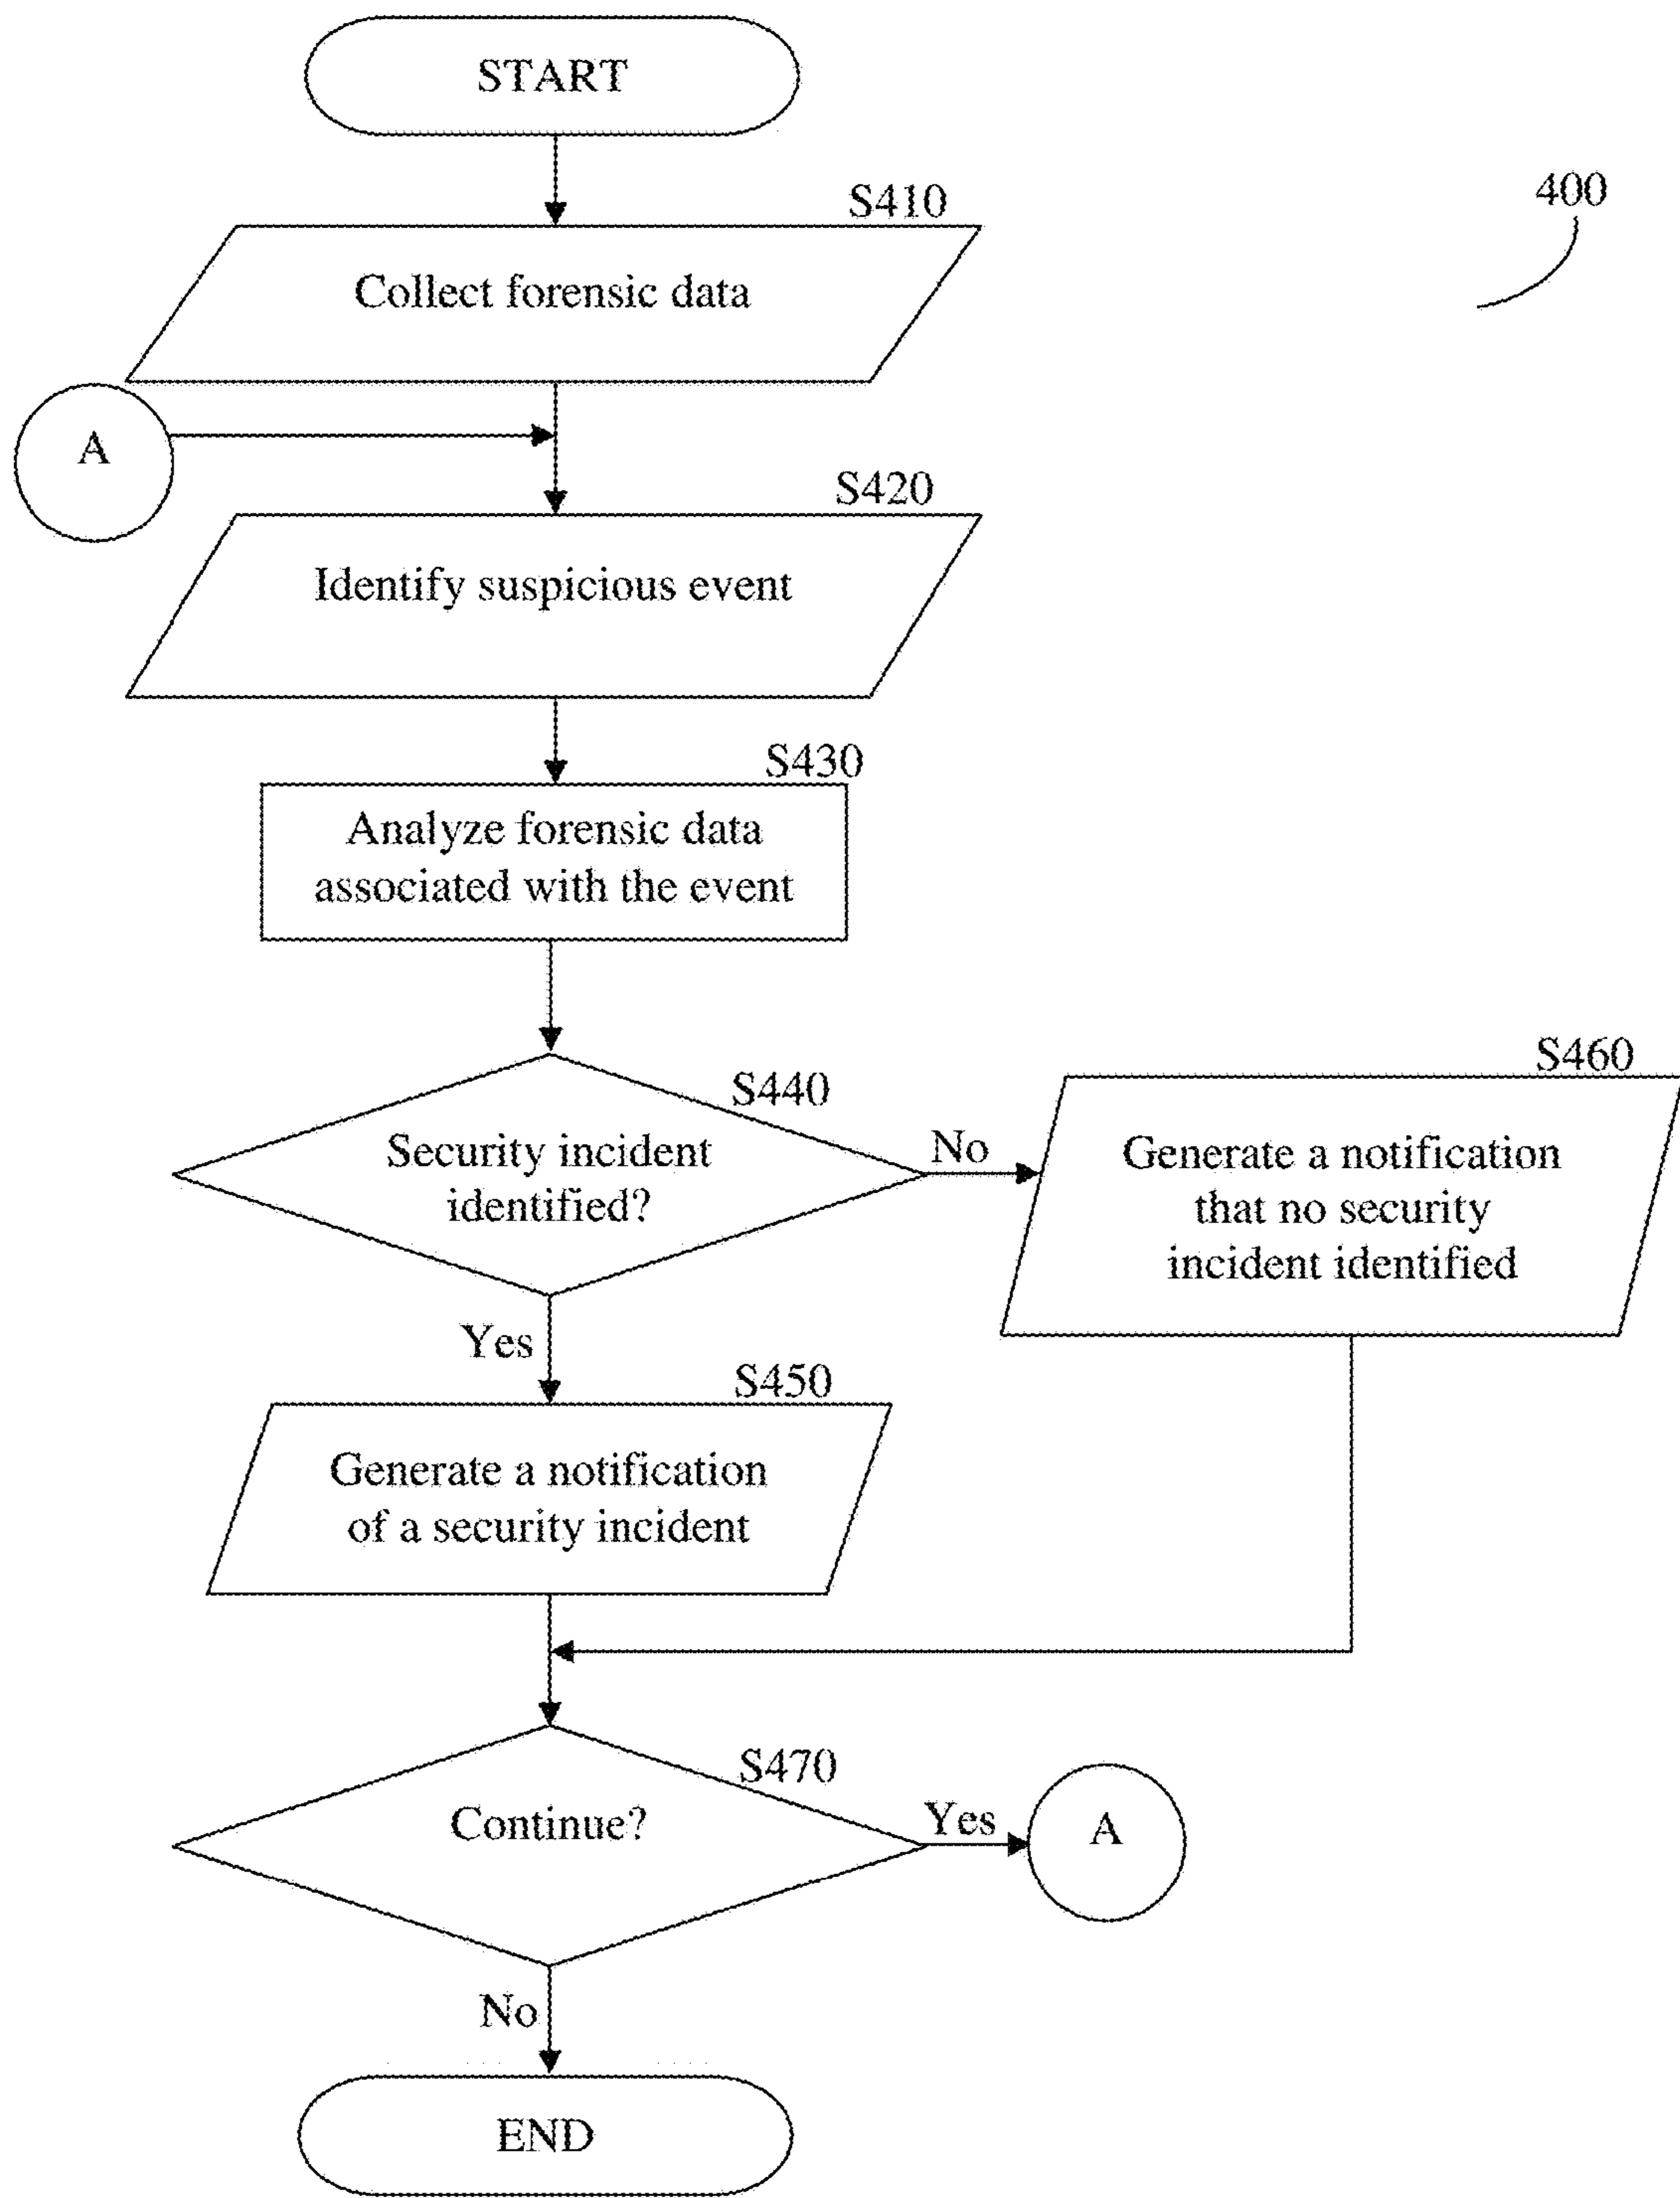 START
400
S410
Collect forensic data
A
S420
Identify suspicious event
S430
Analyze forensic data
associated with the event
S440
Security incident
identified?
No
S460
Generate a notification
that no security
incident identified
Yes
S450
Generate a notification
of a security incident
S470
Continue?
Yes
A
No
END